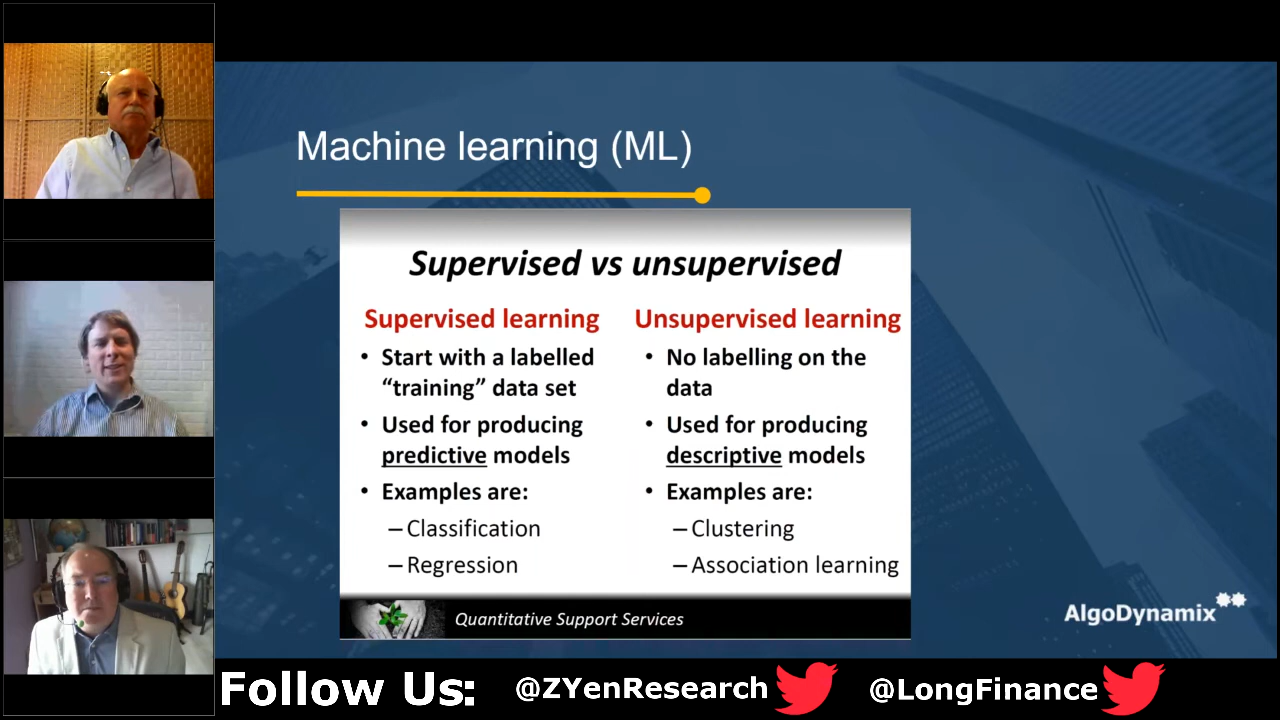 Machine learning (ML)
Supervised vs unsupervised
Supervised learning
• Start with a labelled
“training” data set
• Used for producing
predictive models
• Examples are:
– Classification
– Regression
Unsupervised learning
• No labelling on the
data
• Used for producing
descriptive models
• Examples are:
– Clustering
– Association learning
Quantitative Support Services
AlgoDynamix
Follow Us: @ZYenResearch @LongFinance